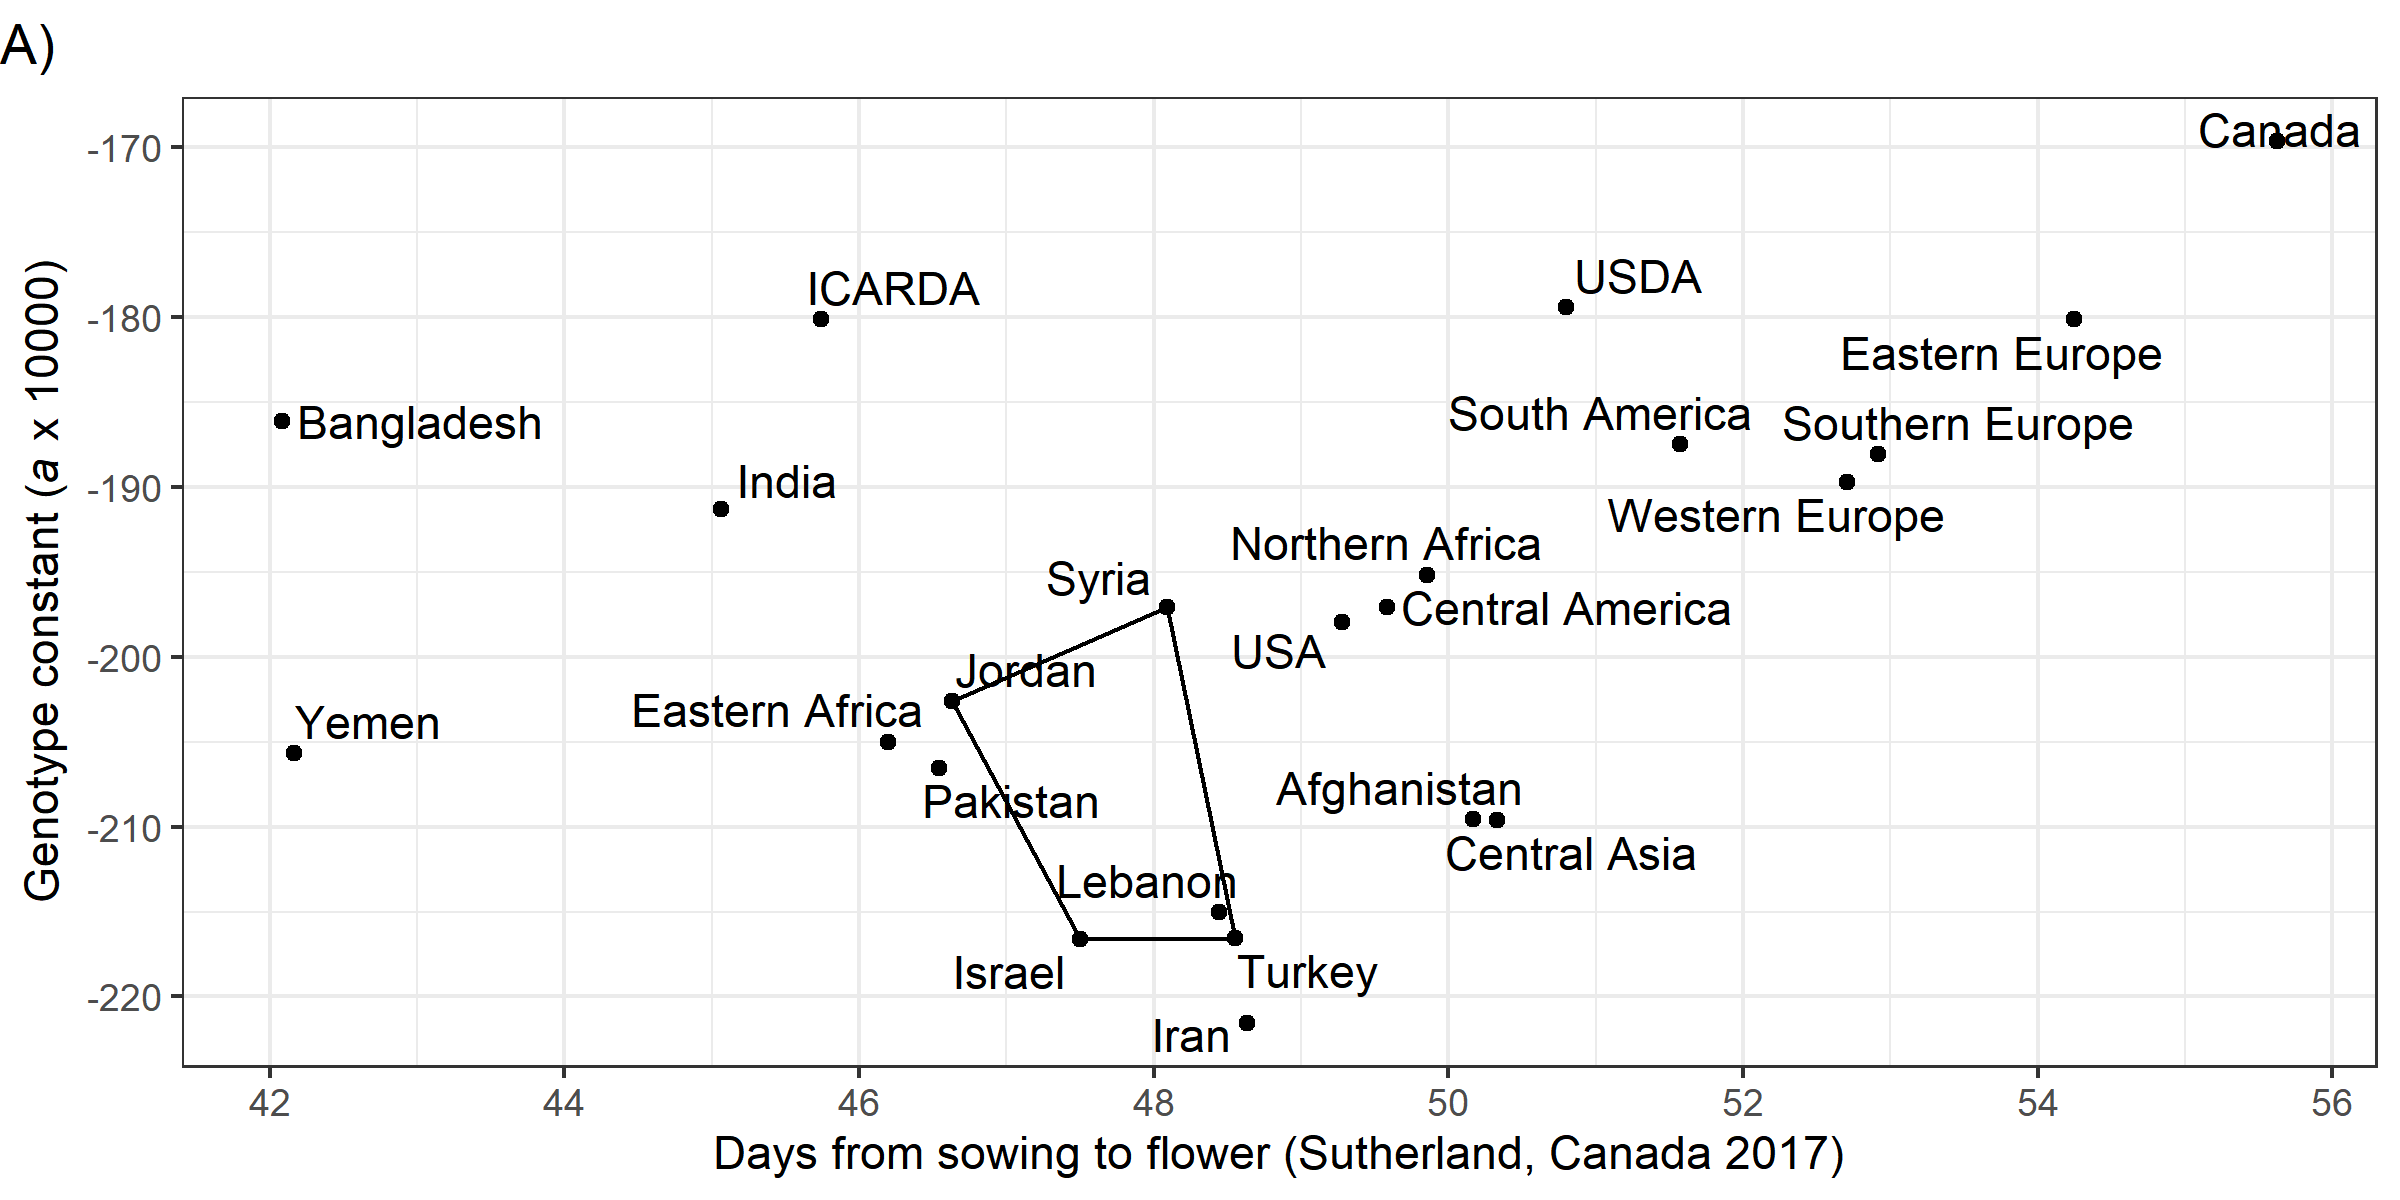 A)
Canada
-170
ICARDA
USDA
-180
Eastern Europe
South America
Southern Europe
Bangladesh
India
-190
Western Europe
Northern Africa
Syria
Central America
USA
-200
Jordan
Eastern Africa
Yemen
Afghanistan
Pakistan
-210
Central Asia
Lebanon
Israel
Turkey
-220
Iran
Genotype constant (a x 10000)
42 44 46 48 50 52 54 56
Days from sowing to flower (Sutherland, Canada 2017)